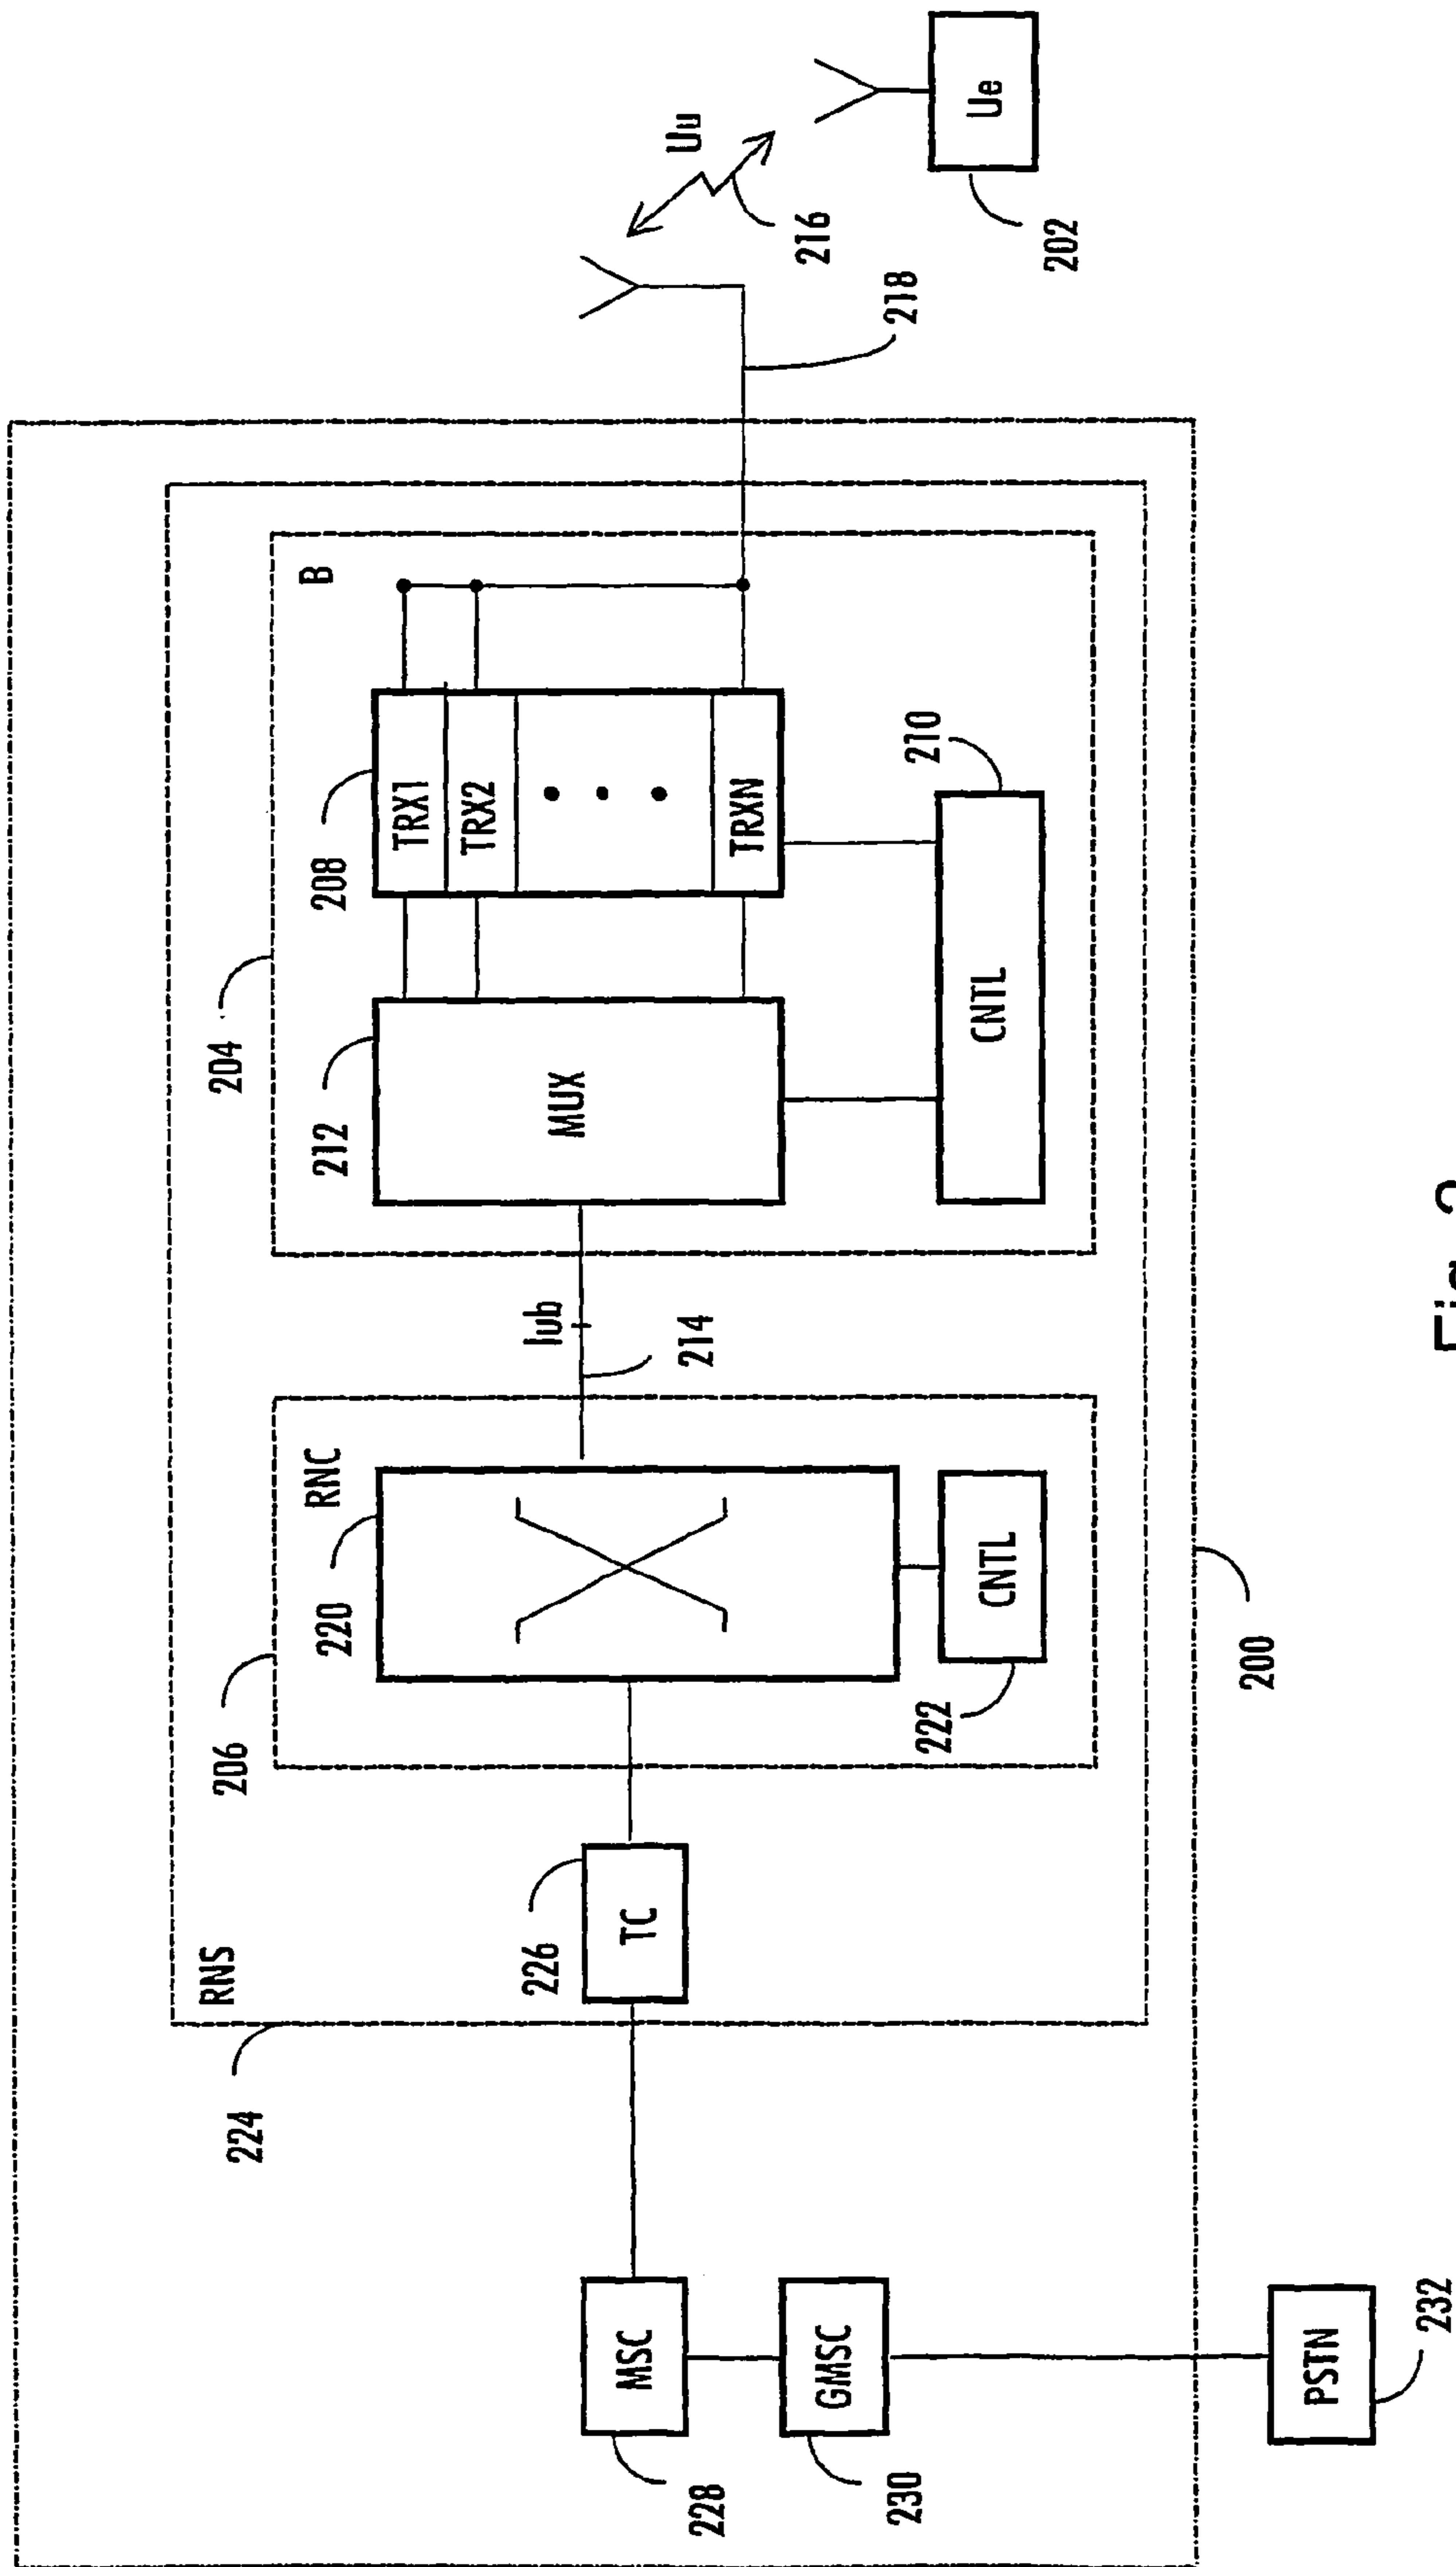 200
224
RNS
204
206
B
RNC
208
212
220
TRX1
TRX2
TRXN
MUX
Iub
214
226
TC
210
CNTL
222
CNTL
218
Uu
216
Ue
202
MSC
228
GMSC
230
PSTN
232